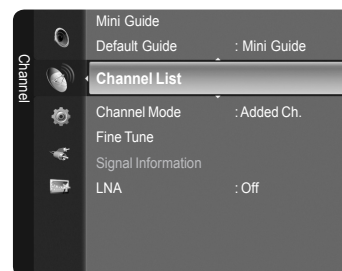 Channel
Mini Guide
Default Guide : Mini Guide
Channel List
Channel Mode : Added Ch.
Fine Tune
Signal Information
LNA : Off